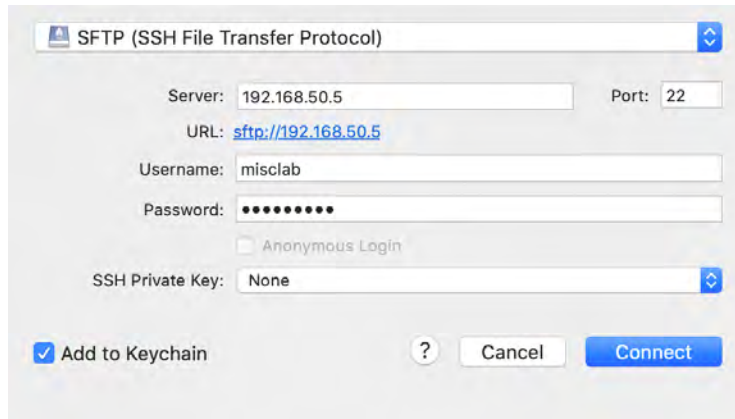 SFTP (SSH File Transfer Protocol)
Server: 192.168.50.5 Port: 22
URL: sftp://192.168.50.5
Username: misclab
Password: •••••••••
Anonymous Login
SSH Private Key: None
Add to Keychain ? Cancel Connect